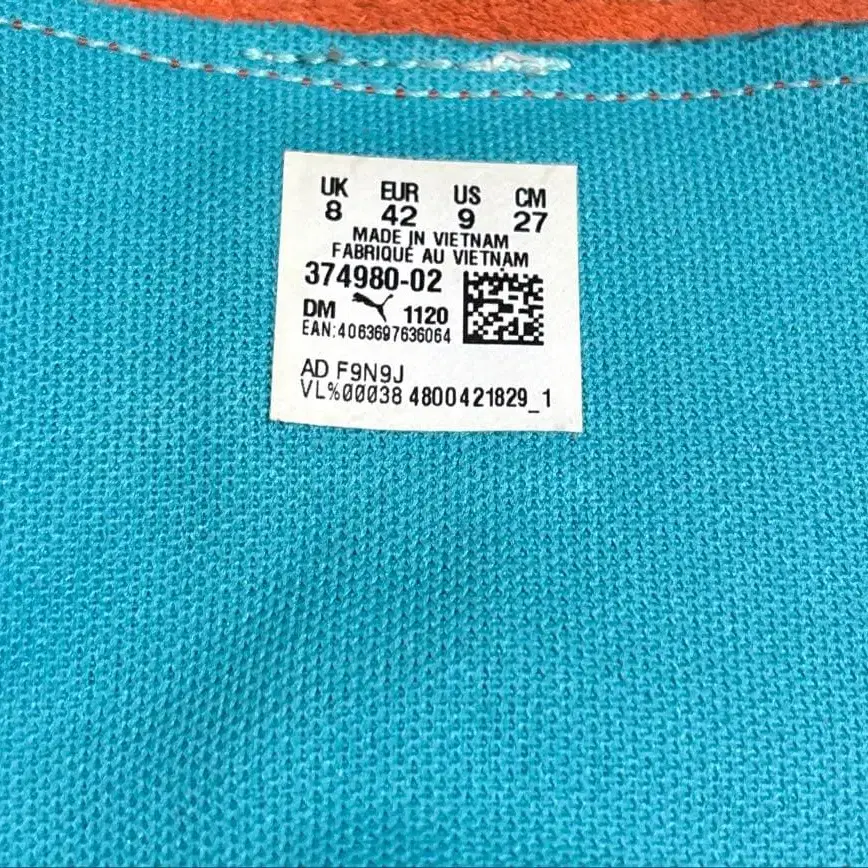 UK EUR US CM
8 42 9 27
MADE IN VIETNAM
FABRIQUÉ AU VIETNAM
374980-02
DM 1120
EAN:4063697636064
AD F9N9J
VL%00038 4800421829_1